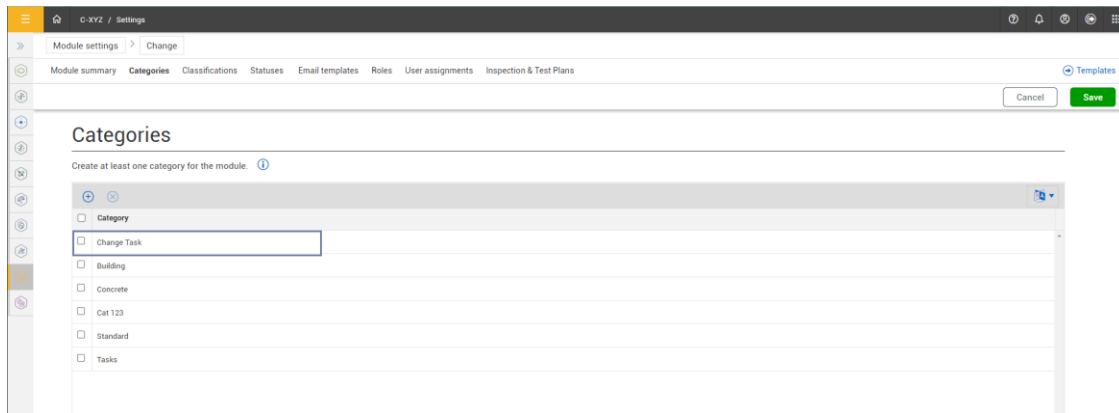 C-XYZ / Settings
Module settings > Change
Module summary Categories Classifications Statuses Email templates Roles User assignments Inspection & Test Plans Templates
Cancel Save
Categories
Create at least one category for the module.
Category
Change Task
Building
Concrete
Cat 123
Standard
Tasks